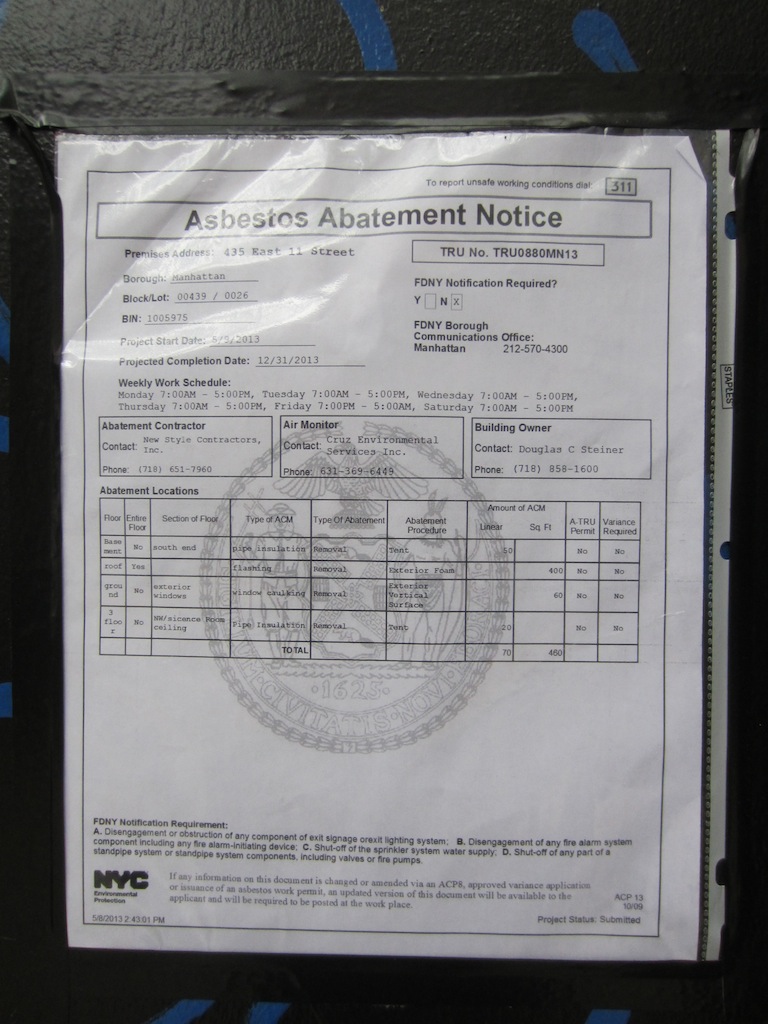 To report unsafe working conditions dial: 311
Asbestos Abatement Notice
Premises Address: 435 East 11 Street
TRU No. TRU0880MN13
Borough: Manhattan
Block/Lot: 00439 / 0026
BIN: 1005975
FDNY Notification Required?
Y N x
Project Start Date: 5/9/2013
Projected Completion Date: 12/31/2013
FDNY Borough
Communications Office:
Manhattan 212-570-4300
Weekly Work Schedule:
Monday 7:00AM - 5:00PM, Tuesday 7:00AM - 5:00PM, Wednesday 7:00AM - 5:00PM,
Thursday 7:00AM - 5:00PM, Friday 7:00PM - 5:00AM, Saturday 7:00AM - 5:00PM
Abatement Contractor
Contact: New Style Contractors, Inc.
Phone: (718) 651-7960
Air Monitor
Contact: Cruz Environmental Services Inc.
Phone: 631-369-6449
Building Owner
Contact: Douglas C Steiner
Phone: (718) 858-1600
Abatement Locations
Floor Entire Floor Section of Floor Type of ACM Type Of Abatement Abatement Procedure Amount of ACM Linear Sq. Ft A-TRU Permit Variance Required
Base ment No south end pipe insulation Removal Tent 50 No No
roof Yes flashing Removal Exterior Foam 400 No No
grou nd No exterior windows window caulking Removal Exterior Vertical Surface 60 No No
3 floo r No NW/sicence Room ceiling Pipe Insulation Removal Tent 20 No No
TOTAL 70 460
1625
CIVITATIS NOVI
FDNY Notification Requirement:
A. Disengagement or obstruction of any component of exit signage orexit lighting system; B. Disengagement of any fire alarm system
component including any fire alarm-initiating device; C. Shut-off of the sprinkler system water supply; D. Shut-off of any part of a
standpipe system or standpipe system components, including valves or fire pumps.
NYC
Environmental
Protection
If any information on this document is changed or amended via an ACP8, approved variance application
or issuance of an asbestos work permit, an updated version of this document will be available to the
applicant and will be required to be posted at the work place.
ACP 13
10/09
5/8/2013 2:43:01 PM
Project Status: Submitted
STAPLES